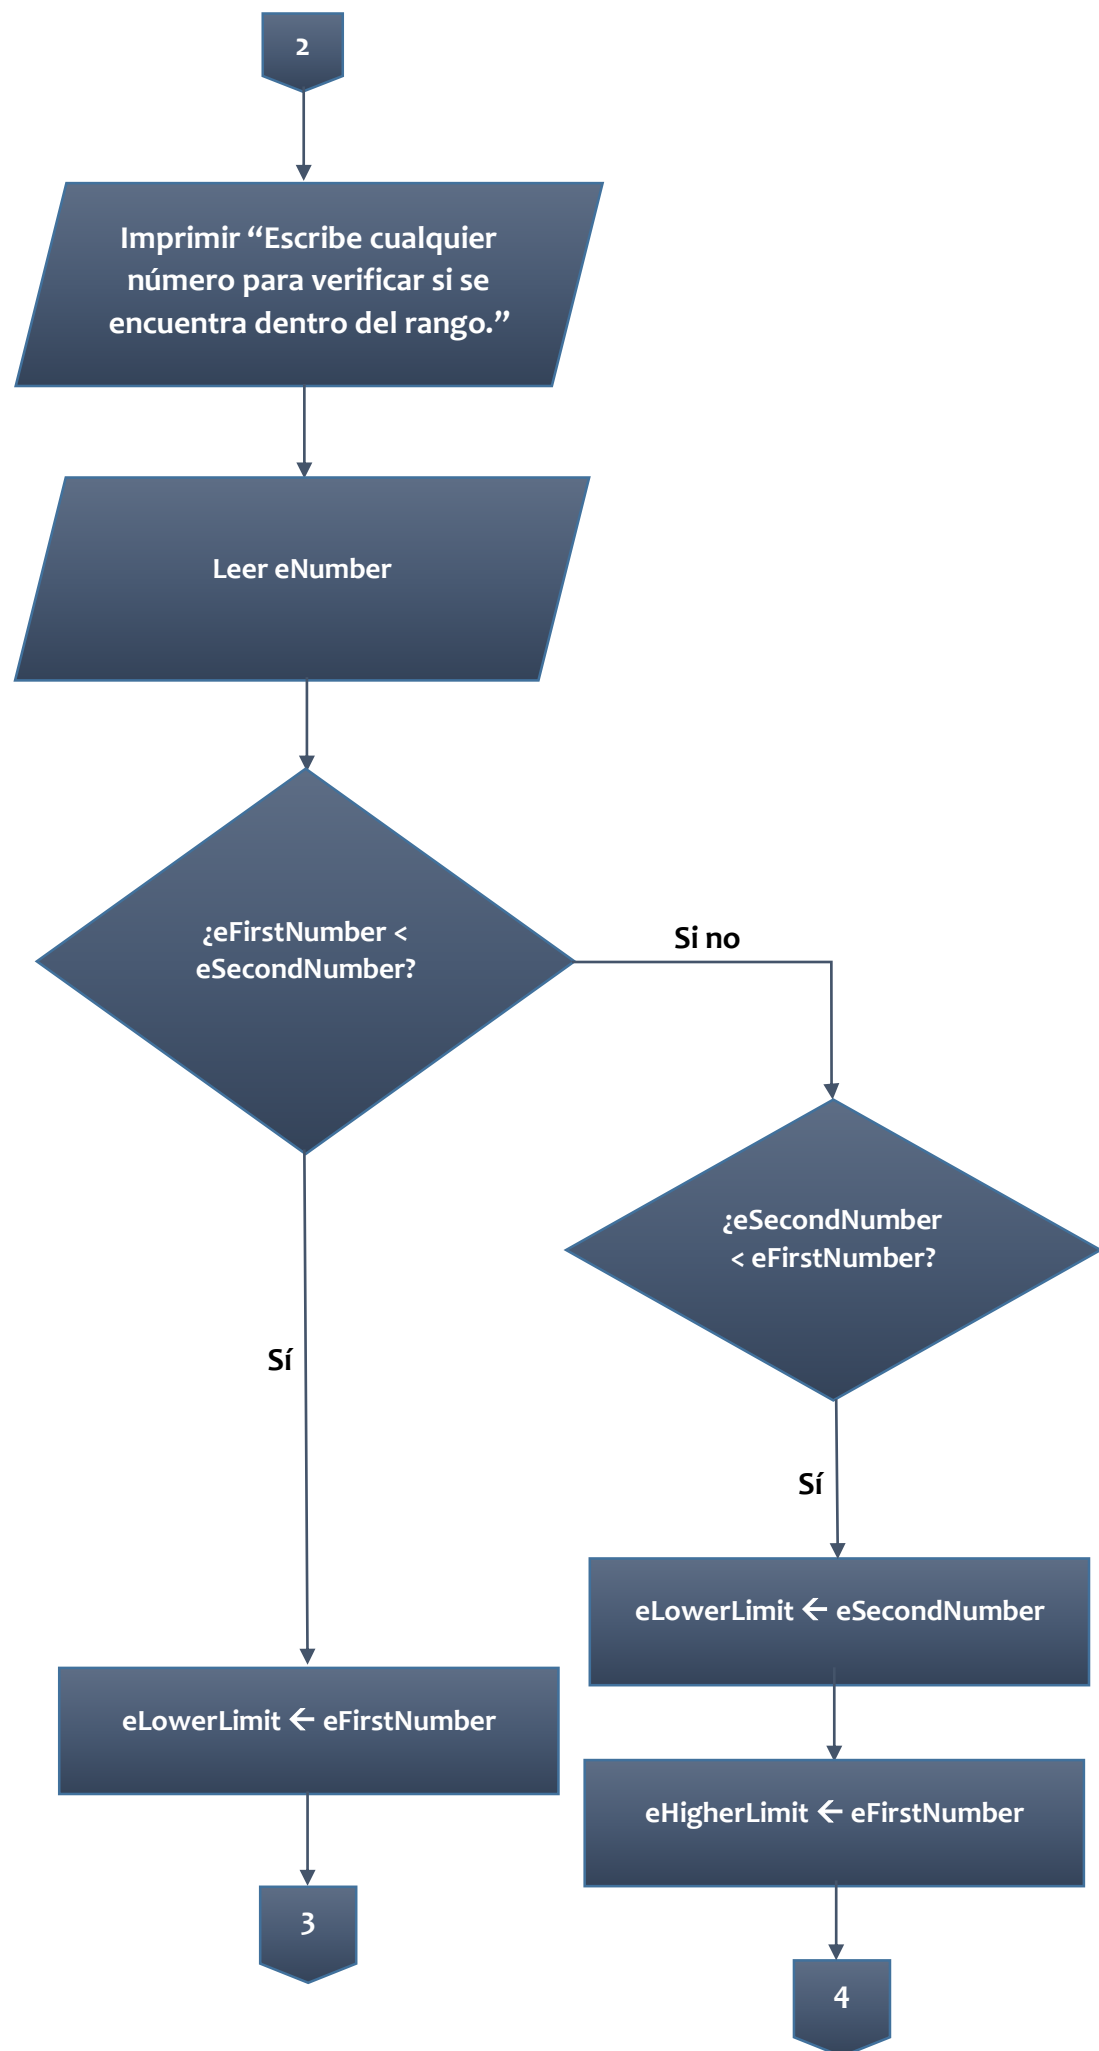 2
Imprimir “Escribe cualquier
número para verificar si se
encuentra dentro del rango.”
Leer eNumber
¿eFirstNumber <
eSecondNumber?
Si no
¿eSecondNumber
< eFirstNumber?
Sí
Sí
eLowerLimit ← eSecondNumber
eLowerLimit ← eFirstNumber
eHigherLimit ← eFirstNumber
3
4